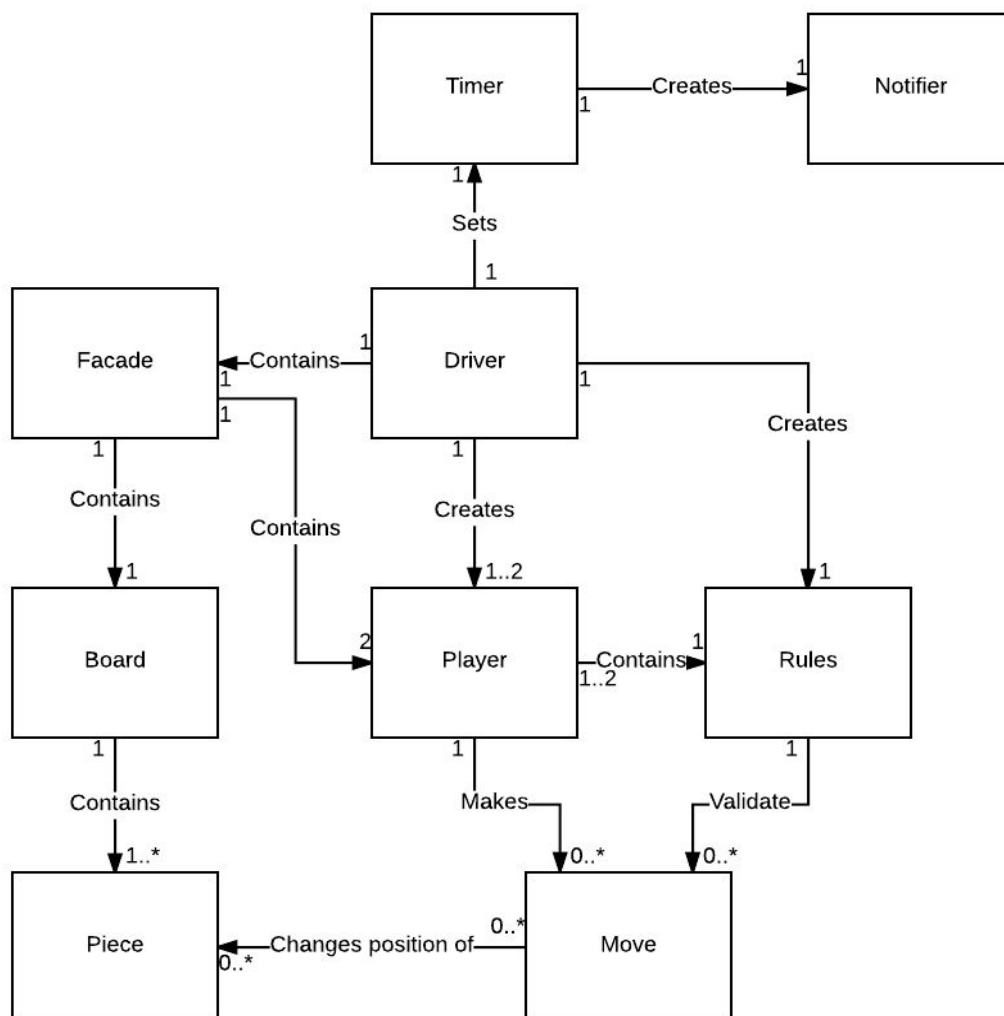 Timer
Creates
Notifier
1
1
1
Sets
1
Facade
Contains
1
Driver
1
1
1
1
1
Creates
Contains
Creates
Contains
1
1..2
1
Board
2
Player
Contains
1
1..2
Rules
1
1
1
Contains
Makes
Validate
1..*
0..*
0..*
Piece
Changes position of
0..*
0..*
Move